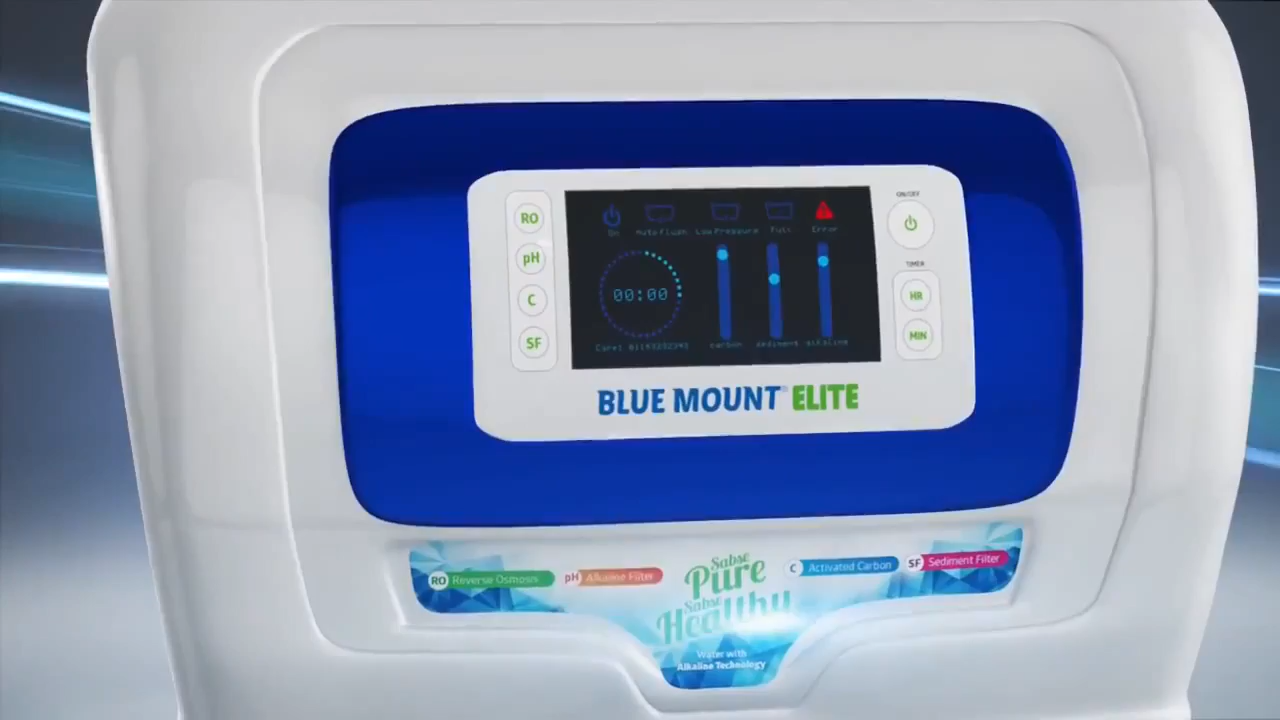 ON/OFF
RO
pH
C
SF
On Auto Flush Low Pressure Full Error
00:00
carbon sediment alkaline
TIMER
HR
MIN
BLUE MOUNT ELITE
RO Reverse Osmosis
pH Alkaline Filter
Sabse
Pure
Sabse
Healthy
Water with
Alkaline Technology
C Activated Carbon
SF Sediment Filter